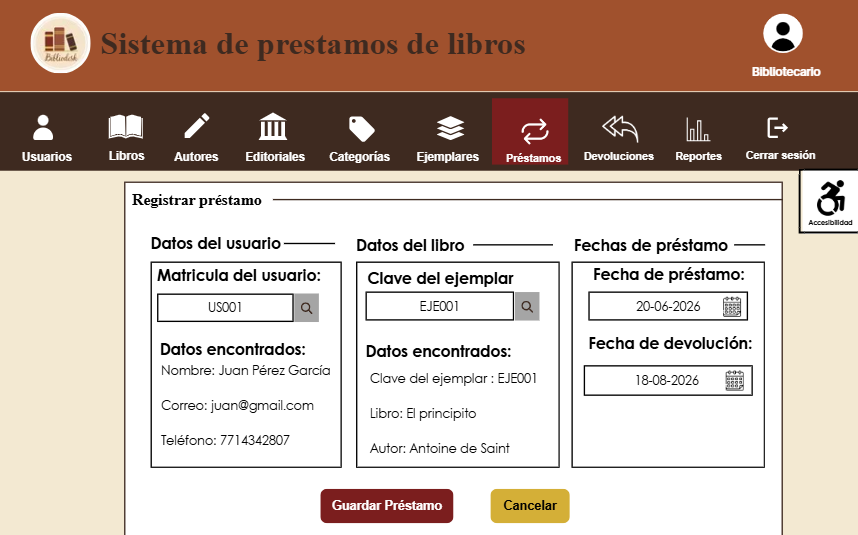 Bibliodesk
Sistema de prestamos de libros
Bibliotecario
Usuarios
Libros
Autores
Editoriales
Categorías
Ejemplares
Préstamos
Devoluciones
Reportes
Cerrar sesión
Accesibilidad
Registrar préstamo
Datos del usuario
Matricula del usuario:
US001
Datos encontrados:
Nombre: Juan Pérez García
Correo: juan@gmail.com
Teléfono: 7714342807
Datos del libro
Clave del ejemplar
EJE001
Datos encontrados:
Clave del ejemplar : EJE001
Libro: El principito
Autor: Antoine de Saint
Fechas de préstamo
Fecha de préstamo:
20-06-2026
Fecha de devolución:
18-08-2026
Guardar Préstamo
Cancelar